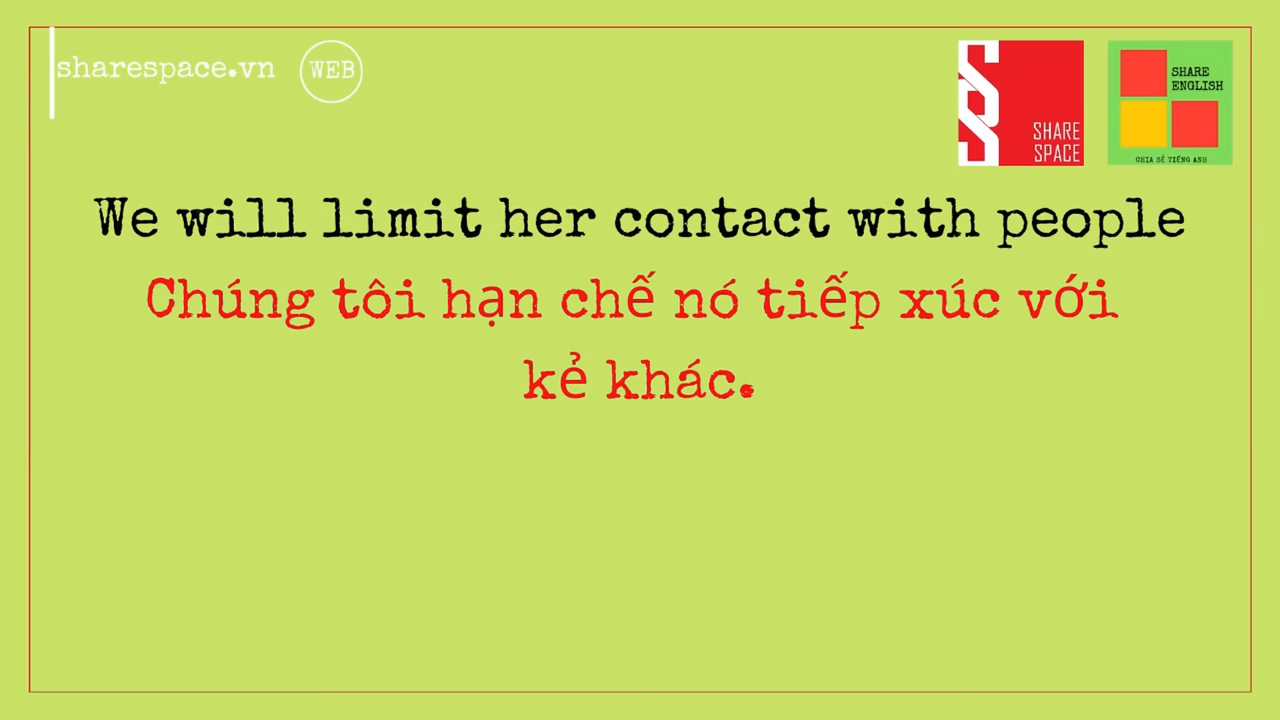 sharespace.vn WEB
SHARE
SPACE
SHARE
ENGLISH
CHIA SẺ TIẾNG ANH
We will limit her contact with people
Chúng tôi hạn chế nó tiếp xúc với
kẻ khác.